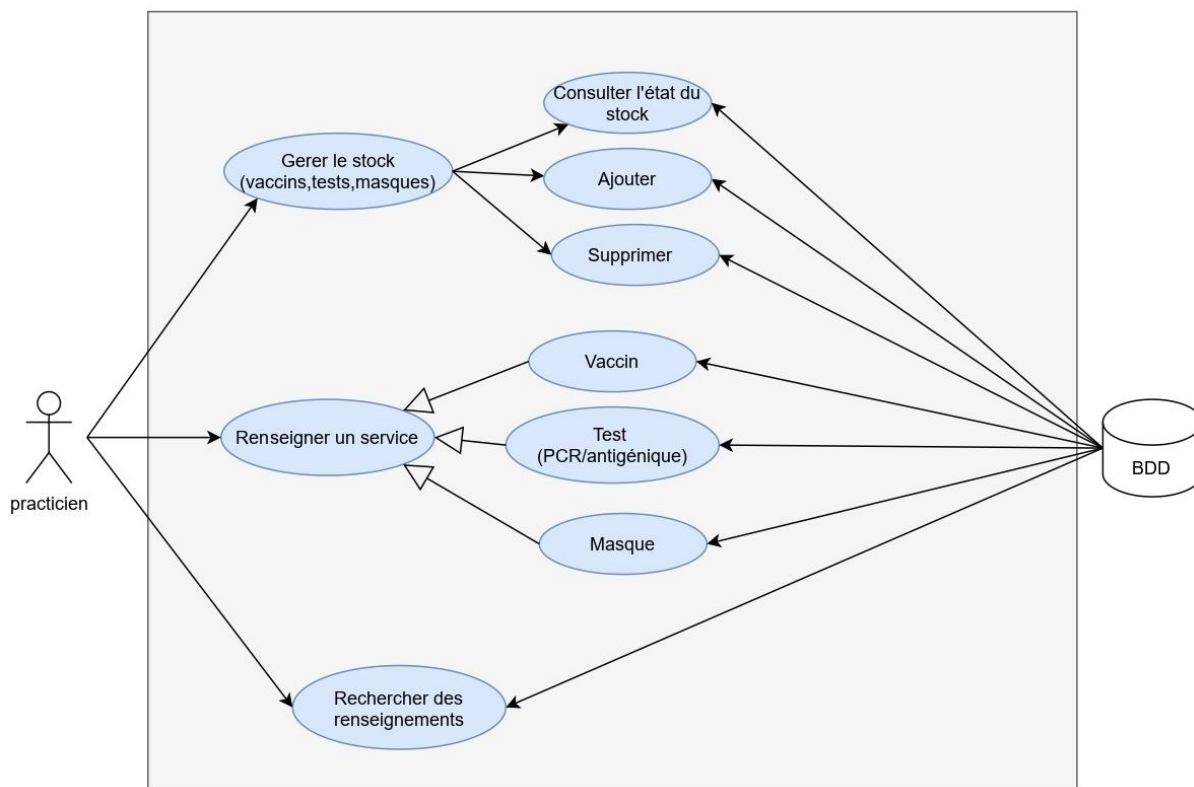 Consulter l'état du
stock
Gerer le stock
(vaccins,tests,masques)
Ajouter
Supprimer
Vaccin
Renseigner un service
Test
(PCR/antigénique)
BDD
practicien
Masque
Rechercher des
renseignements